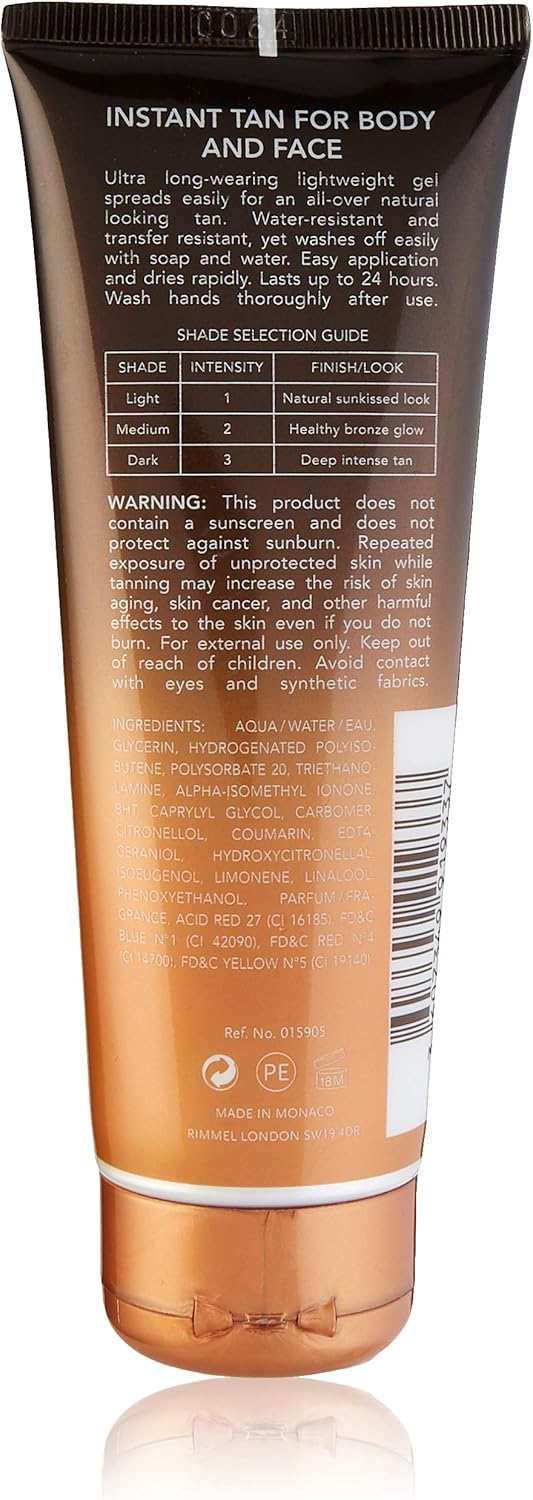 0064
INSTANT TAN FOR BODY
AND FACE
Ultra long-wearing lightweight gel
spreads easily for an all-over natural
looking tan. Water-resistant and
transfer resistant, yet washes off easily
with soap and water. Easy application
and dries rapidly. Lasts up to 24 hours.
Wash hands thoroughly after use.
SHADE SELECTION GUIDE
SHADE INTENSITY FINISH/LOOK
Light 1 Natural sunkissed look
Medium 2 Healthy bronze glow
Dark 3 Deep intense tan
WARNING: This product does not
contain a sunscreen and does not
protect against sunburn. Repeated
exposure of unprotected skin while
tanning may increase the risk of skin
aging, skin cancer, and other harmful
effects to the skin even if you do not
burn. For external use only. Keep out
of reach of children. Avoid contact
with eyes and synthetic fabrics.
INGREDIENTS: AQUA/WATER/EAU,
GLYCERIN, HYDROGENATED POLYISO-
BUTENE, POLYSORBATE 20, TRIETHANO-
LAMINE, ALPHA-ISOMETHYL IONONE,
BHT CAPRYLYL GLYCOL, CARBOMER
CITRONELLOL, COUMARIN, EDTA
GERANIOL, HYDROXYCITRONELLAL
ISOEUGENOL, LIMONENE, LINALOOL,
PHENOXYETHANOL, PARFUM/FRA-
GRANCE, ACID RED 27 (CI 16185), FD&C
BLUE N°1 (CI 42090), FD&C RED N°4
(CI 14700), FD&C YELLOW N°5 (CI 19140)
Ref. No. 015905
PE
18M
MADE IN MONACO
RIMMEL LONDON SW19 4DR